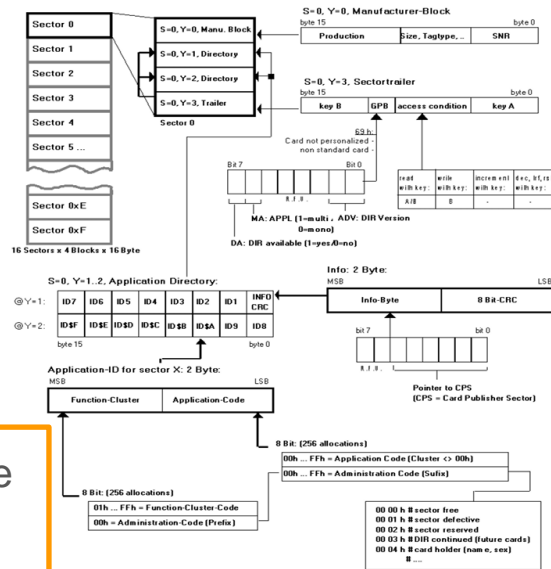 S=0, Y=0, Manufacturer-Block
byte 15 byte 0
Production Size, Tagtype, .. SNR
Sector 0
Sector 1
Sector 2
Sector 3
Sector 4
Sector 5 ...
Sector 0xE
Sector 0xF
16 Sectors x 4 Blocks x 16 Byte
S=0, Y=0, Manu. Block
S=0, Y=1, Directory
S=0, Y=2, Directory
S=0, Y=3, Trailer
Sector 0
S=0, Y=3, Sectortrailer
byte 15 byte 0
key B GPB access condition key A
69 h:
Card not personalized -
non standard card -
Bit 7 Bit 0
R.F.U.
MA: APPL (1=multi, ADV: DIR Version
0=mono)
DA: DIR available (1=yes/0=no)
read write increment dec, trf, rs
with key: with key: with key: with key:
A/B B - -
S=0, Y=1..2, Application Directory:
@Y=1: ID7 ID6 ID5 ID4 ID3 ID2 ID1 INFO CRC
@Y=2: ID$F ID$E ID$D ID$C ID$B ID$A ID9 ID8
byte 15 byte 0
Info: 2 Byte:
MSB LSB
Info-Byte 8 Bit-CRC
bit 7 bit 0
R.F.U.
Pointer to CPS
(CPS = Card Publisher Sector)
Application-ID for sector X: 2 Byte:
MSB LSB
Function-Cluster Application-Code
8 Bit: (256 allocations)
00h ... FFh = Application Code (Cluster <> 00h)
00h ... FFh = Administration Code (Sufix)
8 Bit: (256 allocations)
01h ... FFh = Function-Cluster-Code
00h = Administration-Code (Prefix)
00 00 h # sector free
00 01 h # sector defective
00 02 h # sector reserved
00 03 h # DIR continued (future cards)
00 04 h # card holder (name, sex)
# ....
e